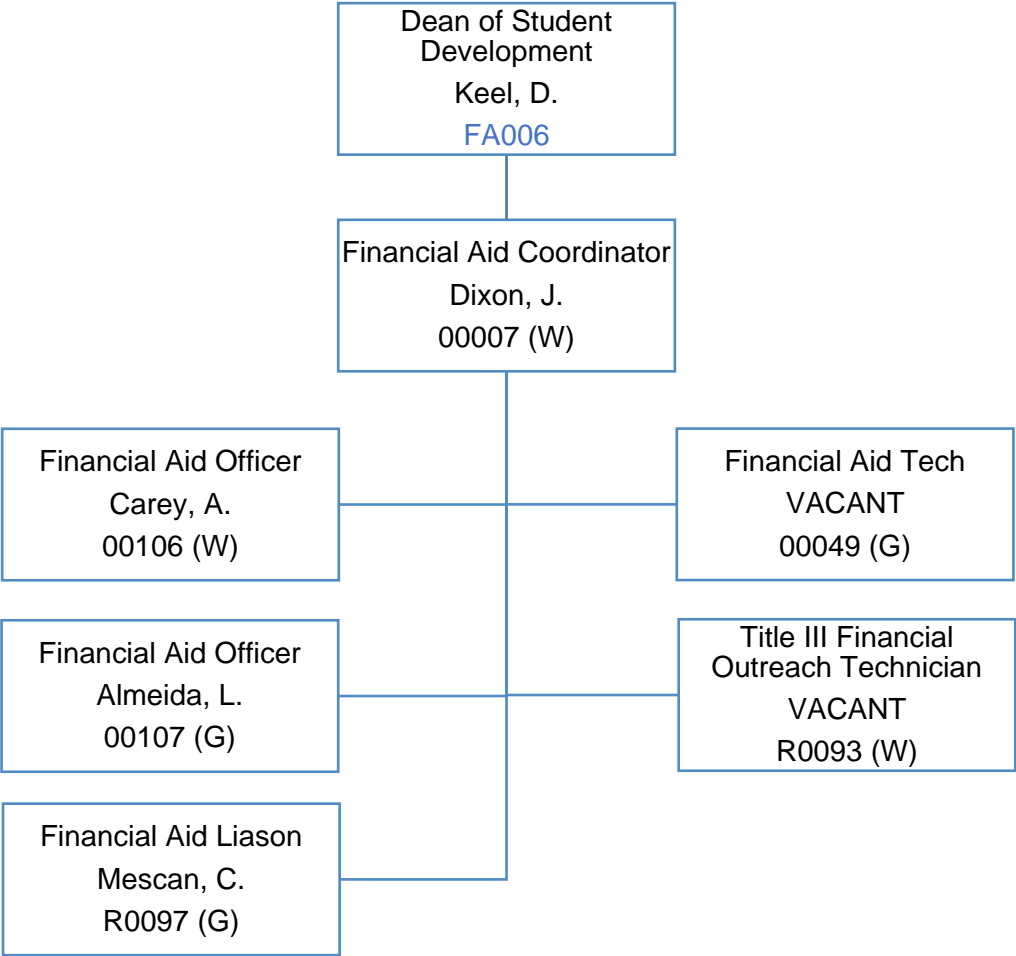 Dean of Student
Development
Keel, D.
FA006
Financial Aid Coordinator
Dixon, J.
00007 (W)
Financial Aid Officer
Carey, A.
00106 (W)
Financial Aid Tech
VACANT
00049 (G)
Financial Aid Officer
Almeida, L.
00107 (G)
Title III Financial
Outreach Technician
VACANT
R0093 (W)
Financial Aid Liason
Mescan, C.
R0097 (G)